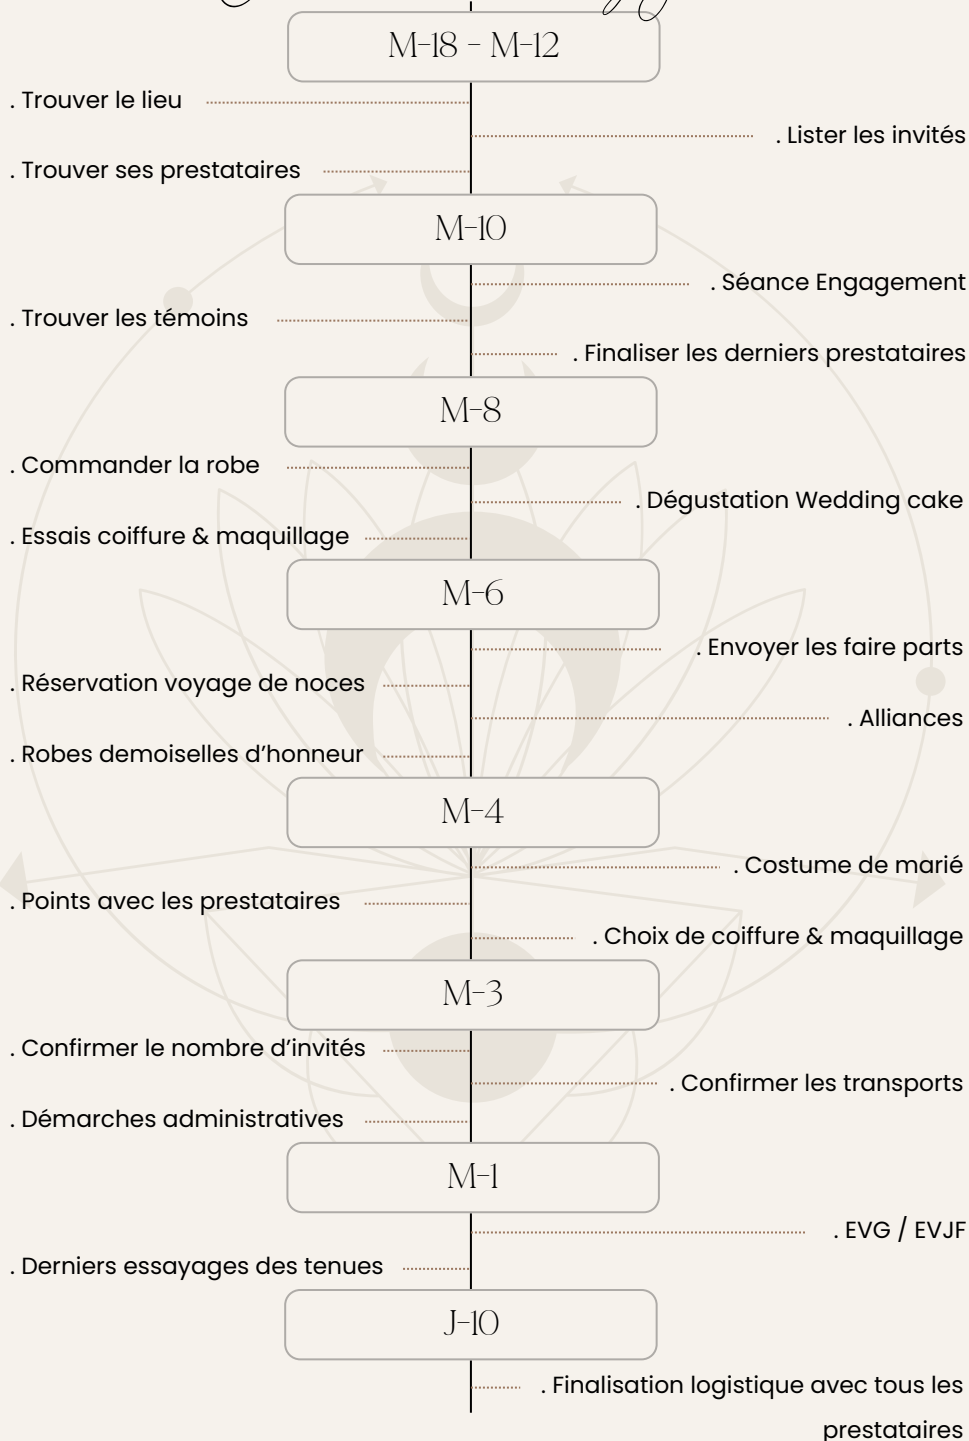 M-18 - M-12
. Trouver le lieu
. Lister les invités
. Trouver ses prestataires
M-10
. Séance Engagement
. Trouver les témoins
. Finaliser les derniers prestataires
M-8
. Commander la robe
. Dégustation Wedding cake
. Essais coiffure & maquillage
M-6
. Envoyer les faire parts
. Réservation voyage de noces
. Alliances
. Robes demoiselles d’honneur
M-4
. Costume de marié
. Points avec les prestataires
. Choix de coiffure & maquillage
M-3
. Confirmer le nombre d’invités
. Confirmer les transports
. Démarches administratives
M-1
. EVG / EVJF
. Derniers essayages des tenues
J-10
. Finalisation logistique avec tous les
prestataires